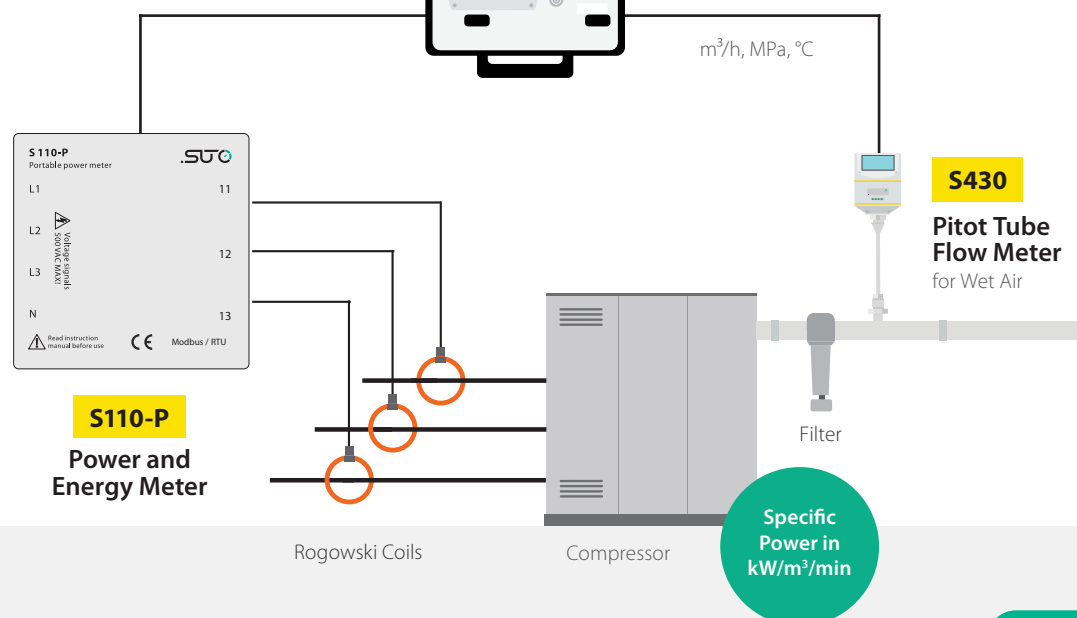 m³/h, MPa, °C
S 110-P
Portable power meter
.SUTO
L1
11
L2
Voltage signals
500 VAC MAX!
12
L3
N
13
Read instruction
manual before use
CE
Modbus / RTU
S430
Pitot Tube
Flow Meter
for Wet Air
S110-P
Power and
Energy Meter
Filter
Rogowski Coils
Compressor
Specific
Power in
kW/m³/min